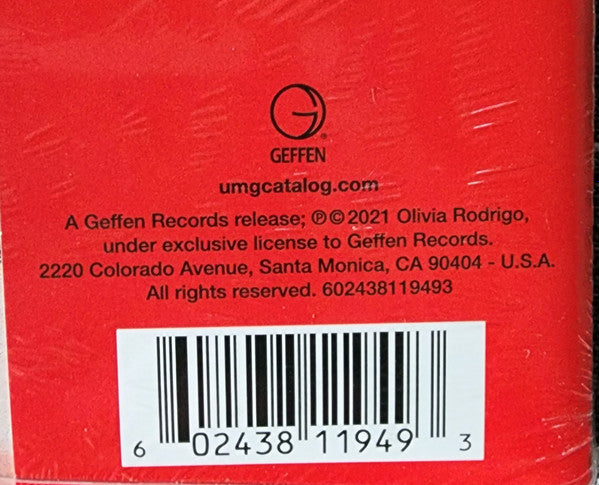 GEFFEN
umgcatalog.com
A Geffen Records release; ℗©2021 Olivia Rodrigo,
under exclusive license to Geffen Records.
2220 Colorado Avenue, Santa Monica, CA 90404 - U.S.A.
All rights reserved. 602438119493
6 02438 11949 3